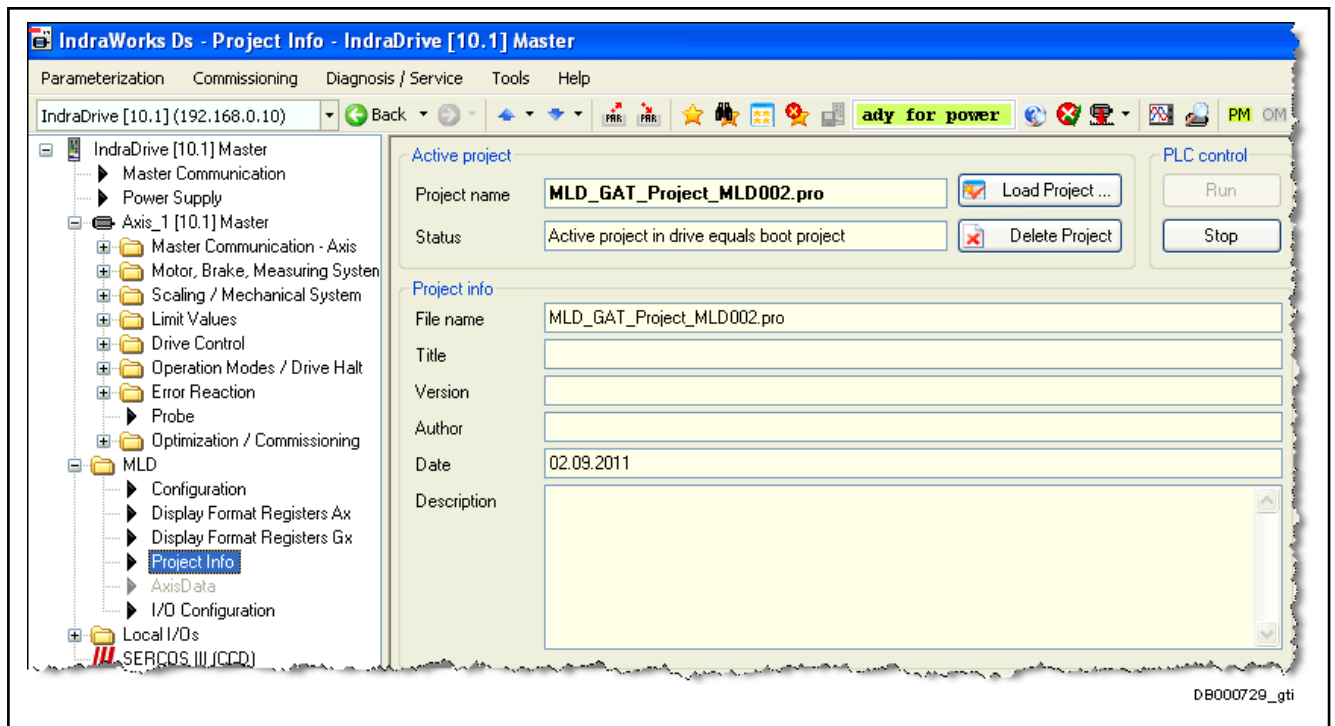 IndraWorks Ds - Project Info - IndraDrive [10.1] Master
Parameterization Commissioning Diagnosis / Service Tools Help
IndraDrive [10.1] (192.168.0.10) Back PAR PAR ady for power PM OM
IndraDrive [10.1] Master
Master Communication
Power Supply
Axis_1 [10.1] Master
Master Communication - Axis
Motor, Brake, Measuring System
Scaling / Mechanical System
Limit Values
Drive Control
Operation Modes / Drive Halt
Error Reaction
Probe
Optimization / Commissioning
MLD
Configuration
Display Format Registers Ax
Display Format Registers Gx
Project Info
AxisData
I/O Configuration
Local I/Os
SERCOS III (CCD)
Active project
Project name MLD_GAT_Project_MLD002.pro Load Project ...
Status Active project in drive equals boot project Delete Project
PLC control
Run
Stop
Project info
File name MLD_GAT_Project_MLD002.pro
Title
Version
Author
Date 02.09.2011
Description
DB000729_gti